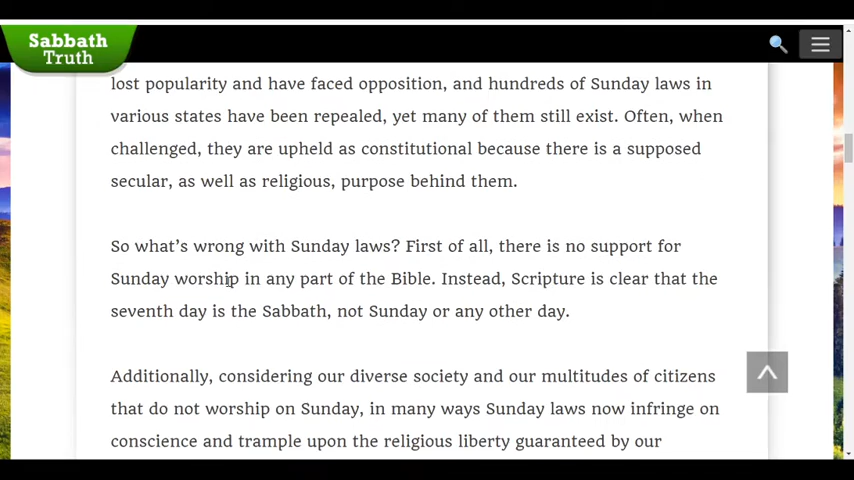 Sabbath
Truth
lost popularity and have faced opposition, and hundreds of Sunday laws in
various states have been repealed, yet many of them still exist. Often, when
challenged, they are upheld as constitutional because there is a supposed
secular, as well as religious, purpose behind them.
So what's wrong with Sunday laws? First of all, there is no support for
Sunday worship in any part of the Bible. Instead, Scripture is clear that the
seventh day is the Sabbath, not Sunday or any other day.
Additionally, considering our diverse society and our multitudes of citizens
that do not worship on Sunday, in many ways Sunday laws now infringe on
conscience and trample upon the religious liberty guaranteed by our